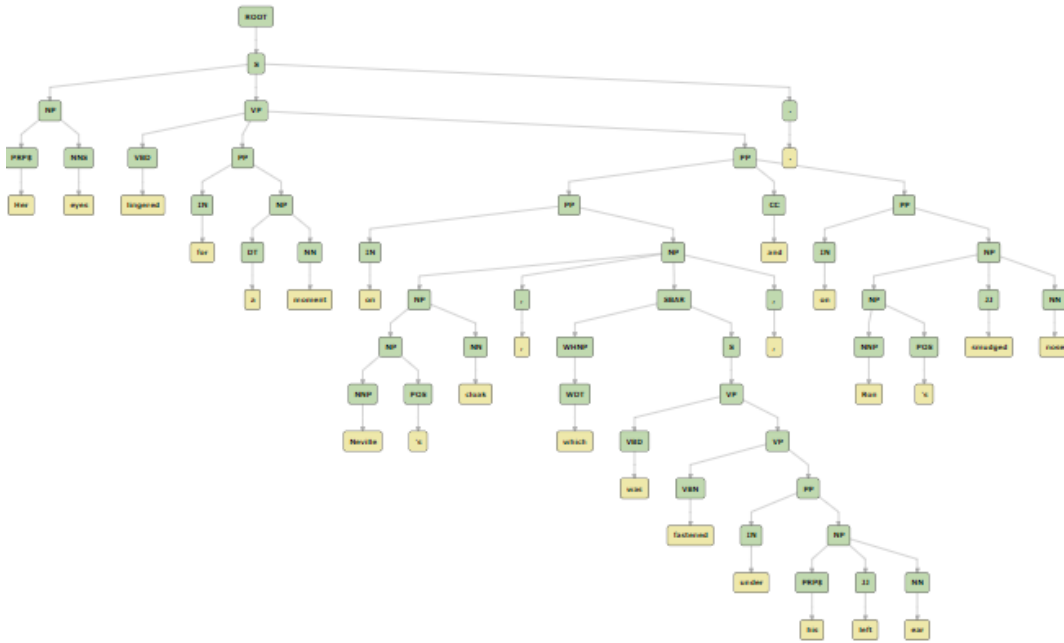 ROOT
S
NP VP .
PRP$ NNS VBD PP PP .
Her eyes lingered IN NP PP CC PP
for DT NN IN NP and IN NP
a moment on NP , SBAR , on NP JJ NN
NP NN , WHNP S , NNP POS smudged nose
NNP POS cloak WDT VP Ron 's
Neville 's which VBD VP
was VBN PP
fastened IN NP
under PRP$ JJ NN
his left ear